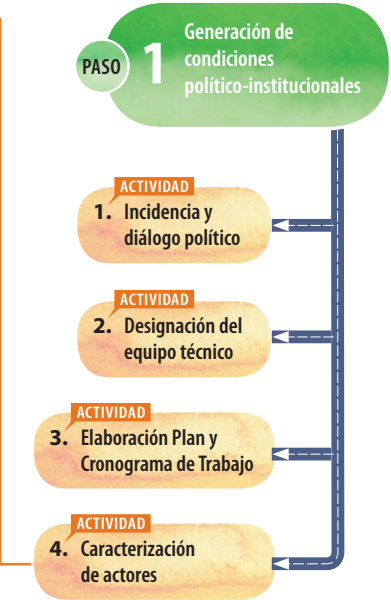 PASO 1
Generación de
condiciones
político-institucionales
ACTIVIDAD
1. Incidencia y
diálogo político
ACTIVIDAD
2. Designación del
equipo técnico
ACTIVIDAD
3. Elaboración Plan y
Cronograma de Trabajo
ACTIVIDAD
4. Caracterización
de actores